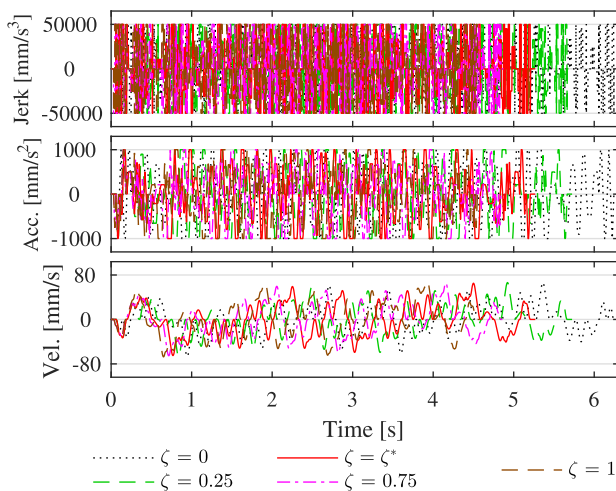 Jerk [mm/s³]
50000
0
-50000
Acc. [mm/s²]
1000
0
-1000
Vel. [mm/s]
80
0
-80
0 1 2 3 4 5 6
Time [s]
ζ = 0 ζ = ζ* ζ = 1
ζ = 0.25 ζ = 0.75